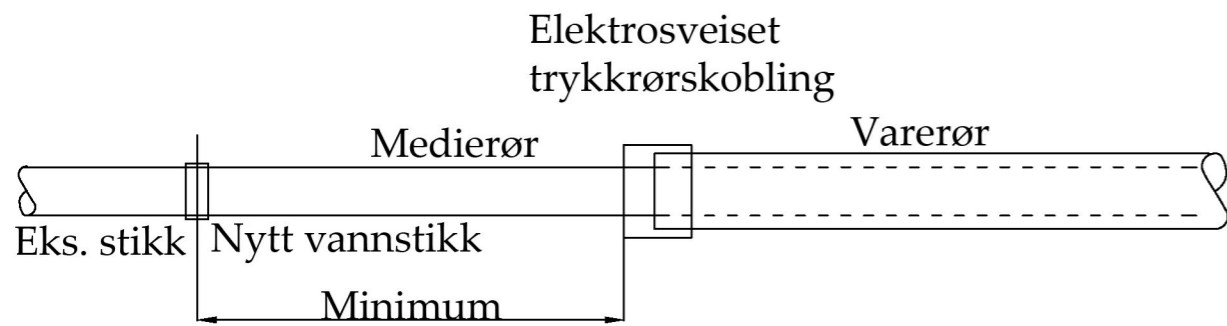 Elektrosveiset
trykkrørskobling
Medierør
Varerør
Eks. stikk
Nytt vannstikk
Minimum